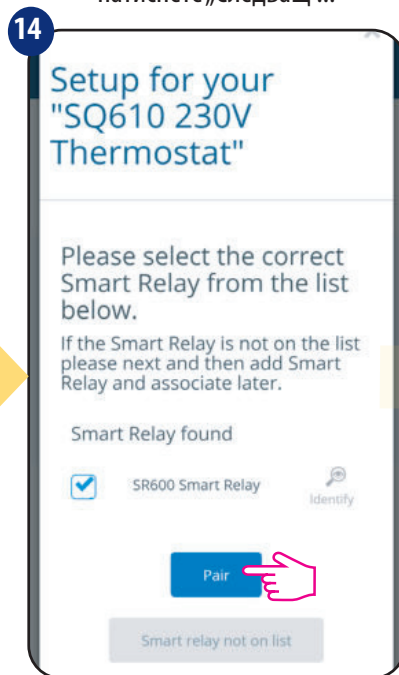 натиснете „следващ“...
14
Setup for your
"SQ610 230V
Thermostat"
Please select the correct
Smart Relay from the list
below.
If the Smart Relay is not on the list
please next and then add Smart
Relay and associate later.
Smart Relay found
SR600 Smart Relay
Identify
Pair
Smart relay not on list